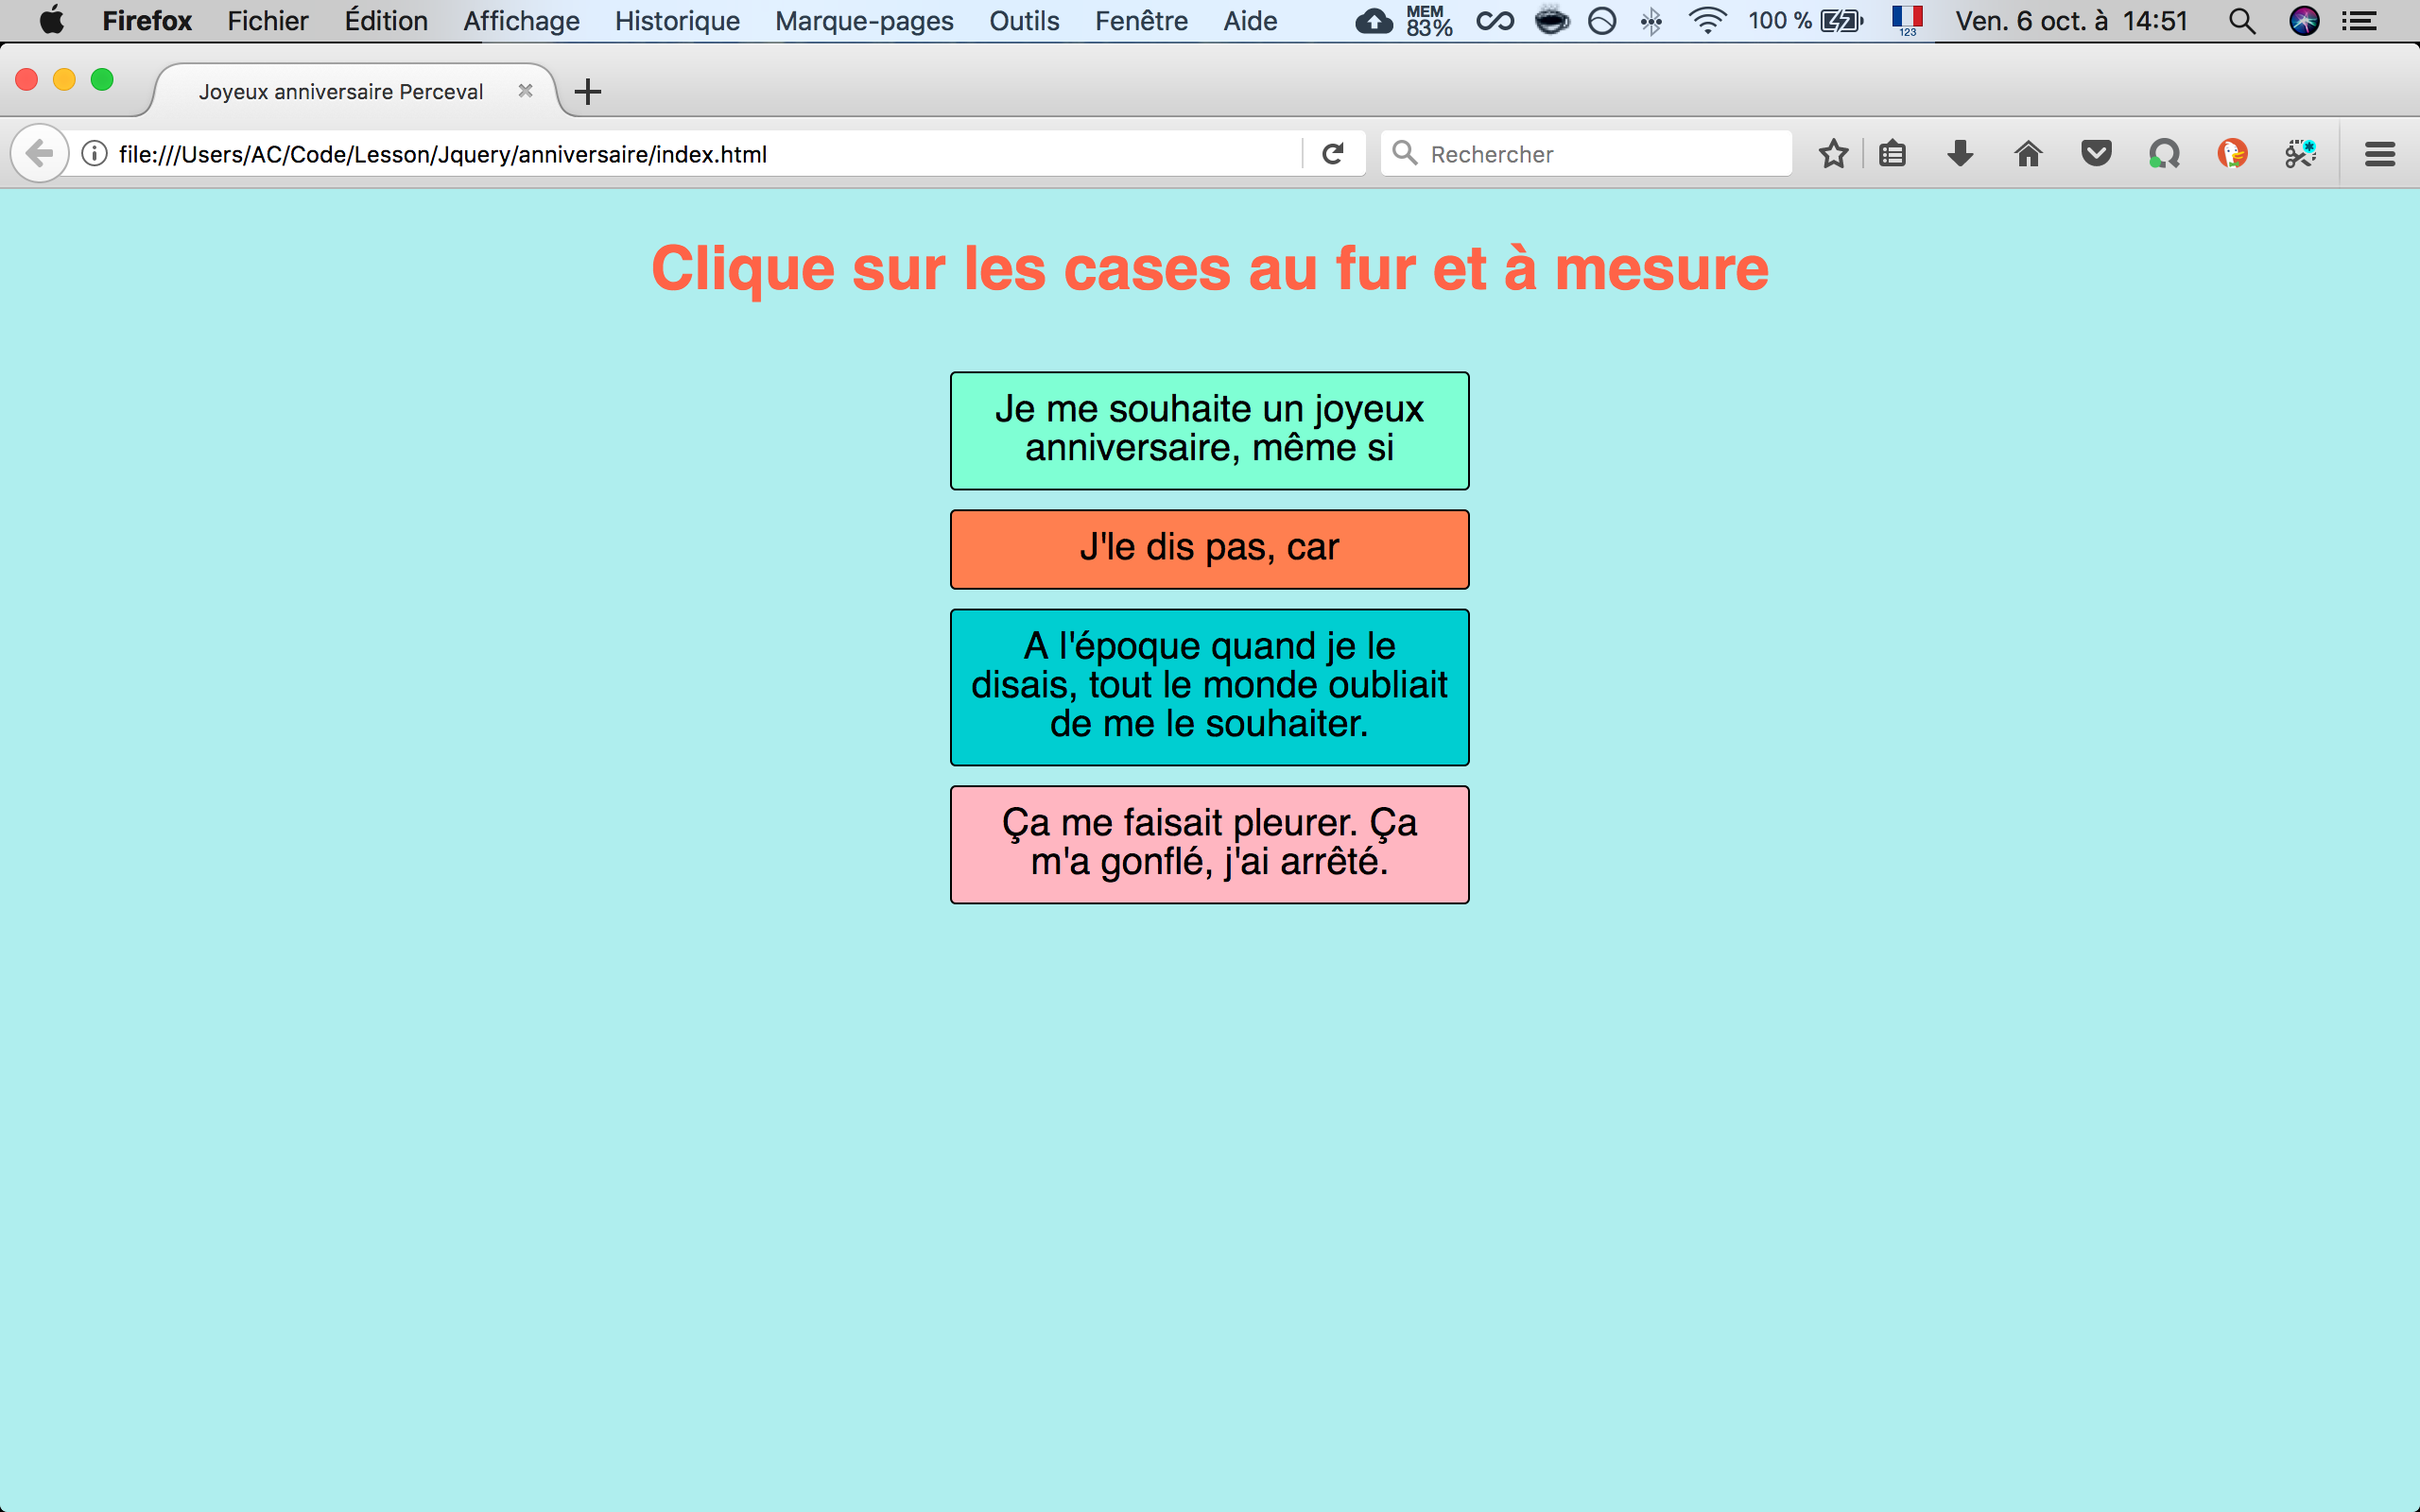 Firefox Fichier Édition Affichage Historique Marque-pages Outils Fenêtre Aide MEM 83% 100 % 123 Ven. 6 oct. à 14:51
Joyeux anniversaire Perceval
file:///Users/AC/Code/Lesson/Jquery/anniversaire/index.html Rechercher
Clique sur les cases au fur et à mesure
Je me souhaite un joyeux
anniversaire, même si
J'le dis pas, car
A l'époque quand je le
disais, tout le monde oubliait
de me le souhaiter.
Ça me faisait pleurer. Ça
m'a gonflé, j'ai arrêté.